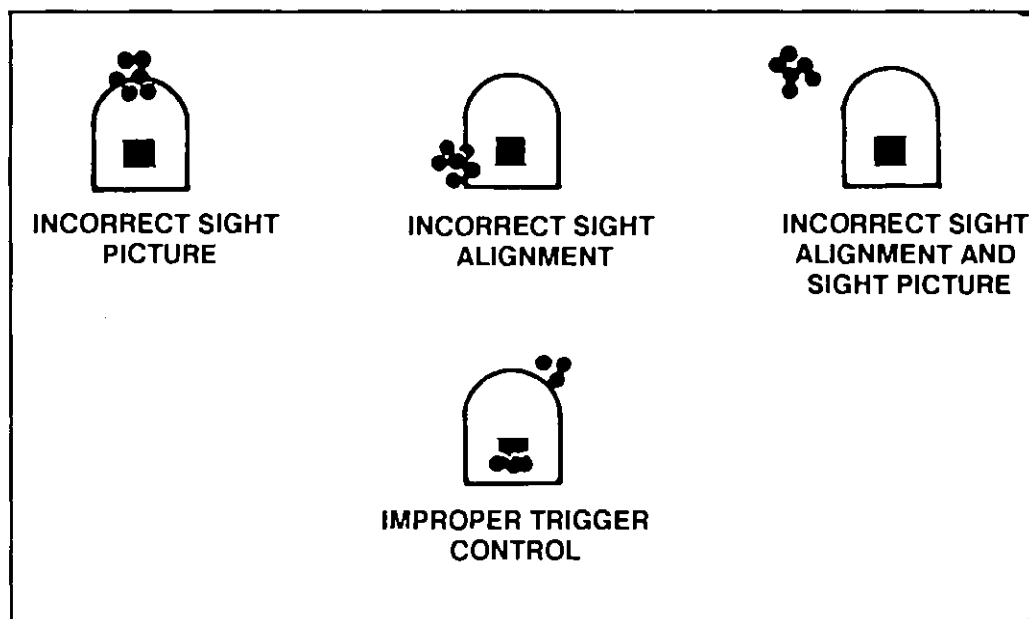 INCORRECT SIGHT
PICTURE
INCORRECT SIGHT
ALIGNMENT
INCORRECT SIGHT
ALIGNMENT AND
SIGHT PICTURE
IMPROPER TRIGGER
CONTROL